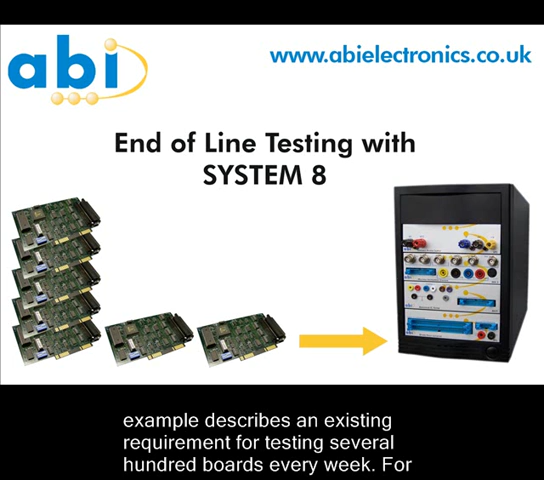 abi
www.abielectronics.co.uk
End of Line Testing with
SYSTEM 8
example describes an existing
requirement for testing several
hundred boards every week. For